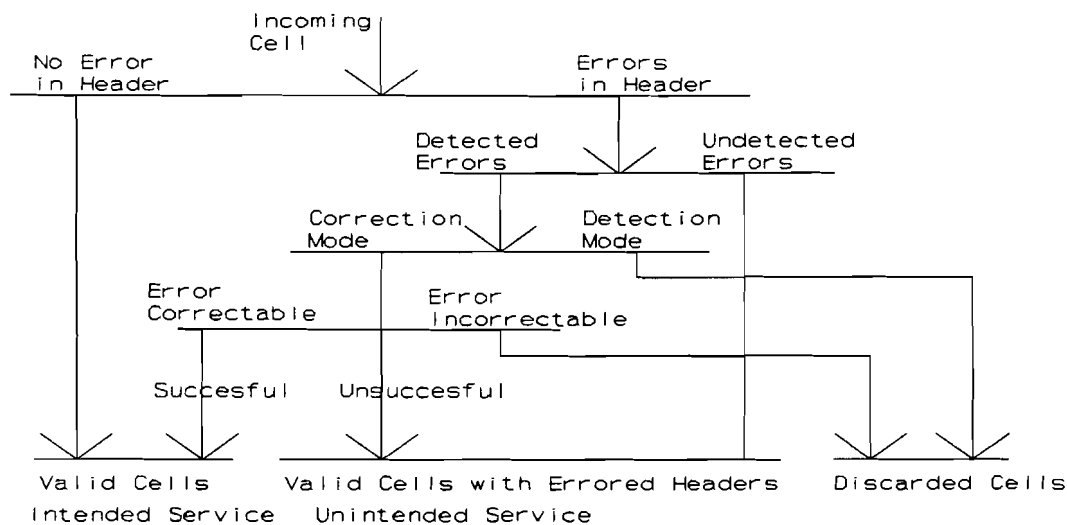 Incoming
Cell
No Error
in Header
Errors
in Header
Detected
Errors
Undetected
Errors
Correction
Mode
Detection
Mode
Error
Correctable
Error
Incorrectable
Succesful
Unsuccesful
Valid Cells
Intended Service
Valid Cells with Errored Headers
Unintended Service
Discarded Cells